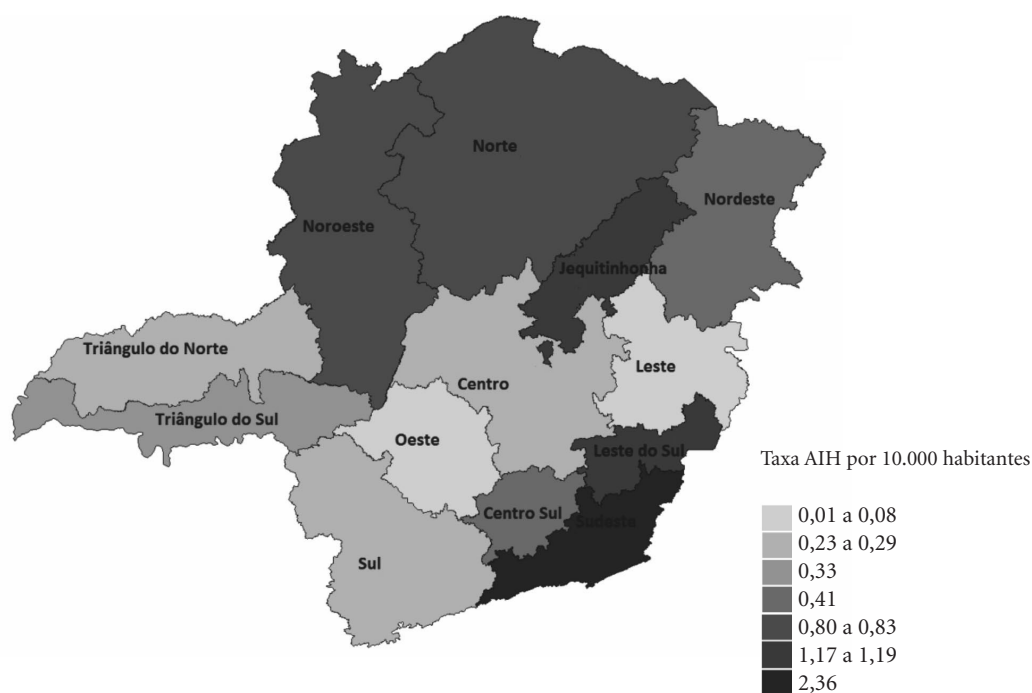 Norte
Nordeste
Noroeste
Jequitinhonha
Triângulo do Norte
Leste
Centro
Triângulo do Sul
Oeste
Leste do Sul
Centro Sul
Sudeste
Sul
Taxa AIH por 10.000 habitantes
0,01 a 0,08
0,23 a 0,29
0,33
0,41
0,80 a 0,83
1,17 a 1,19
2,36